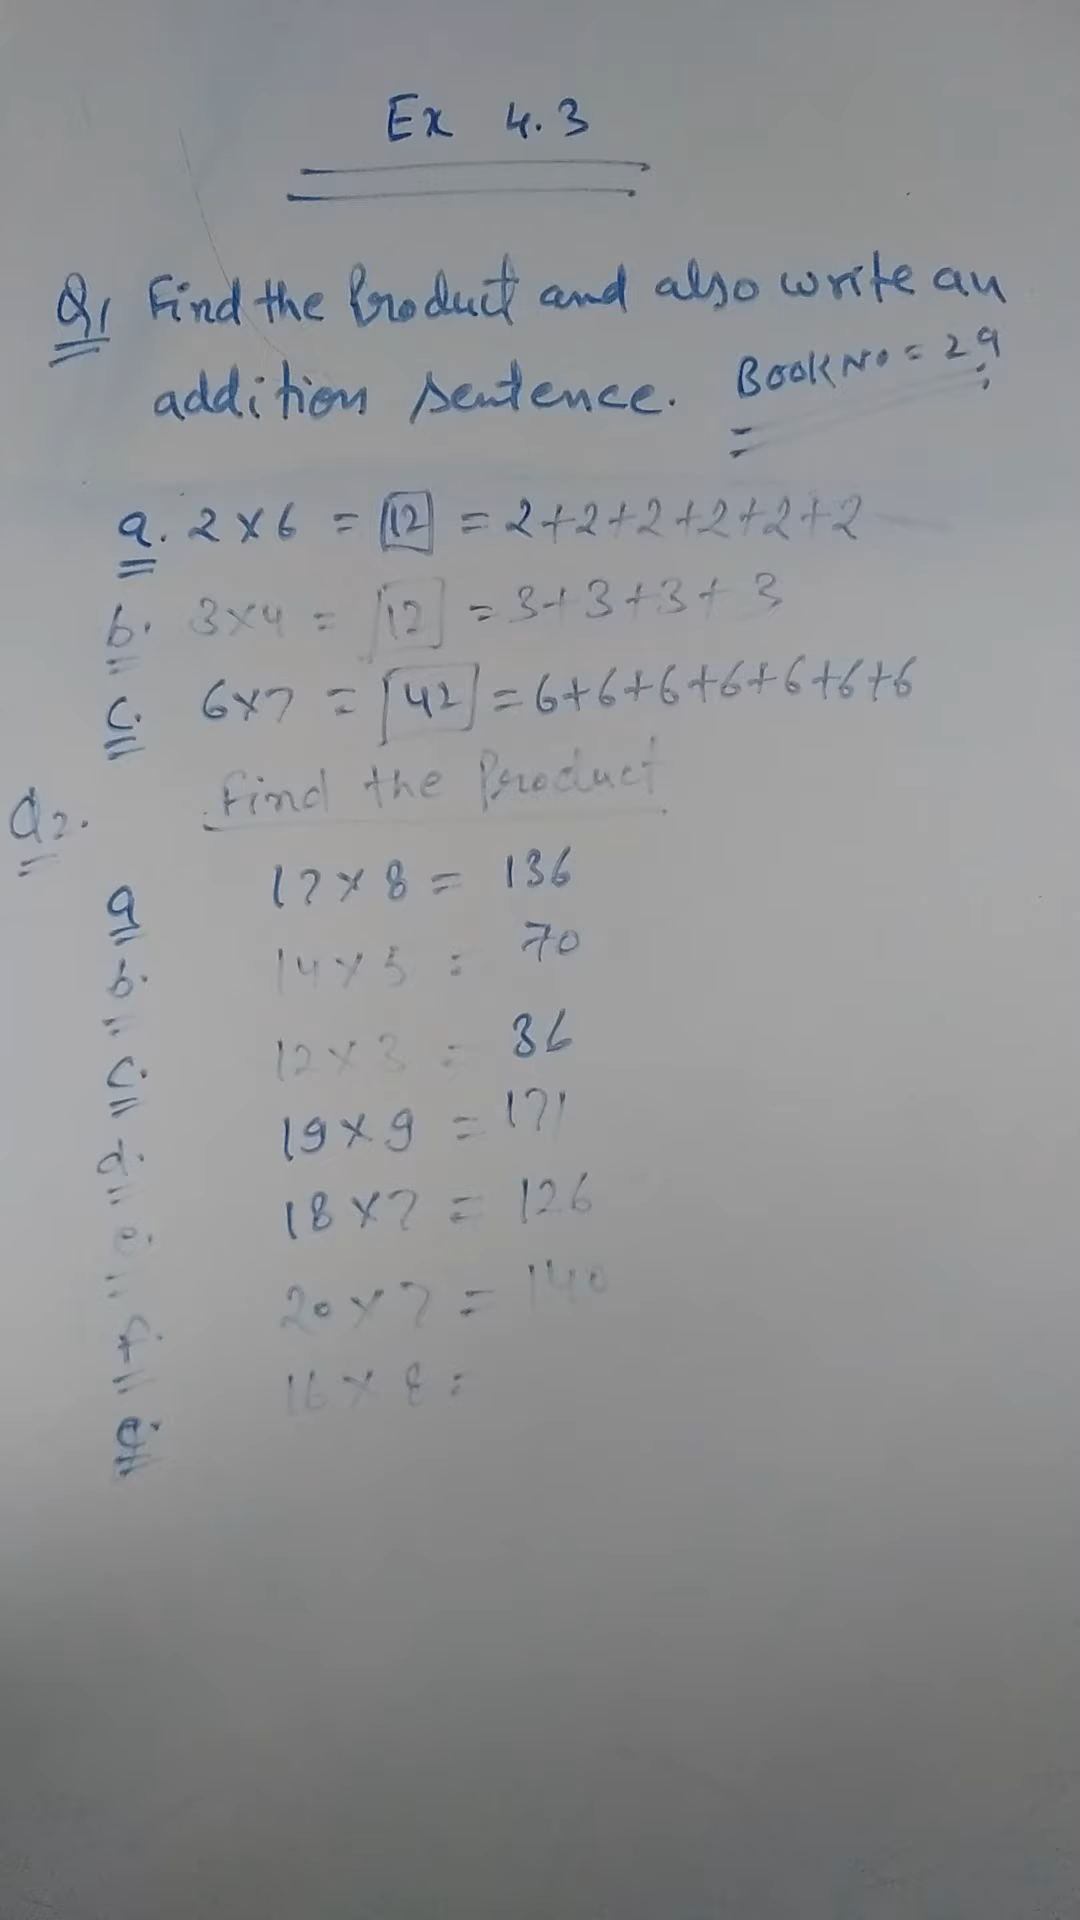 Ex 4.3
Q1 Find the Product and also write an
addition sentence. Book No = 29
a. 2 × 6 = 12 = 2+2+2+2+2+2
b. 3×4 = 12 = 3+3+3+3
c. 6×7 = 42 = 6+6+6+6+6+6+6
Q2. Find the Product
a 17 × 8 = 136
b. 14 × 5 = 70
c. 12 × 3 = 36
d. 19 × 9 = 171
e. 18 × 7 = 126
f. 20 × 7 = 140
g. 16 × 8 =